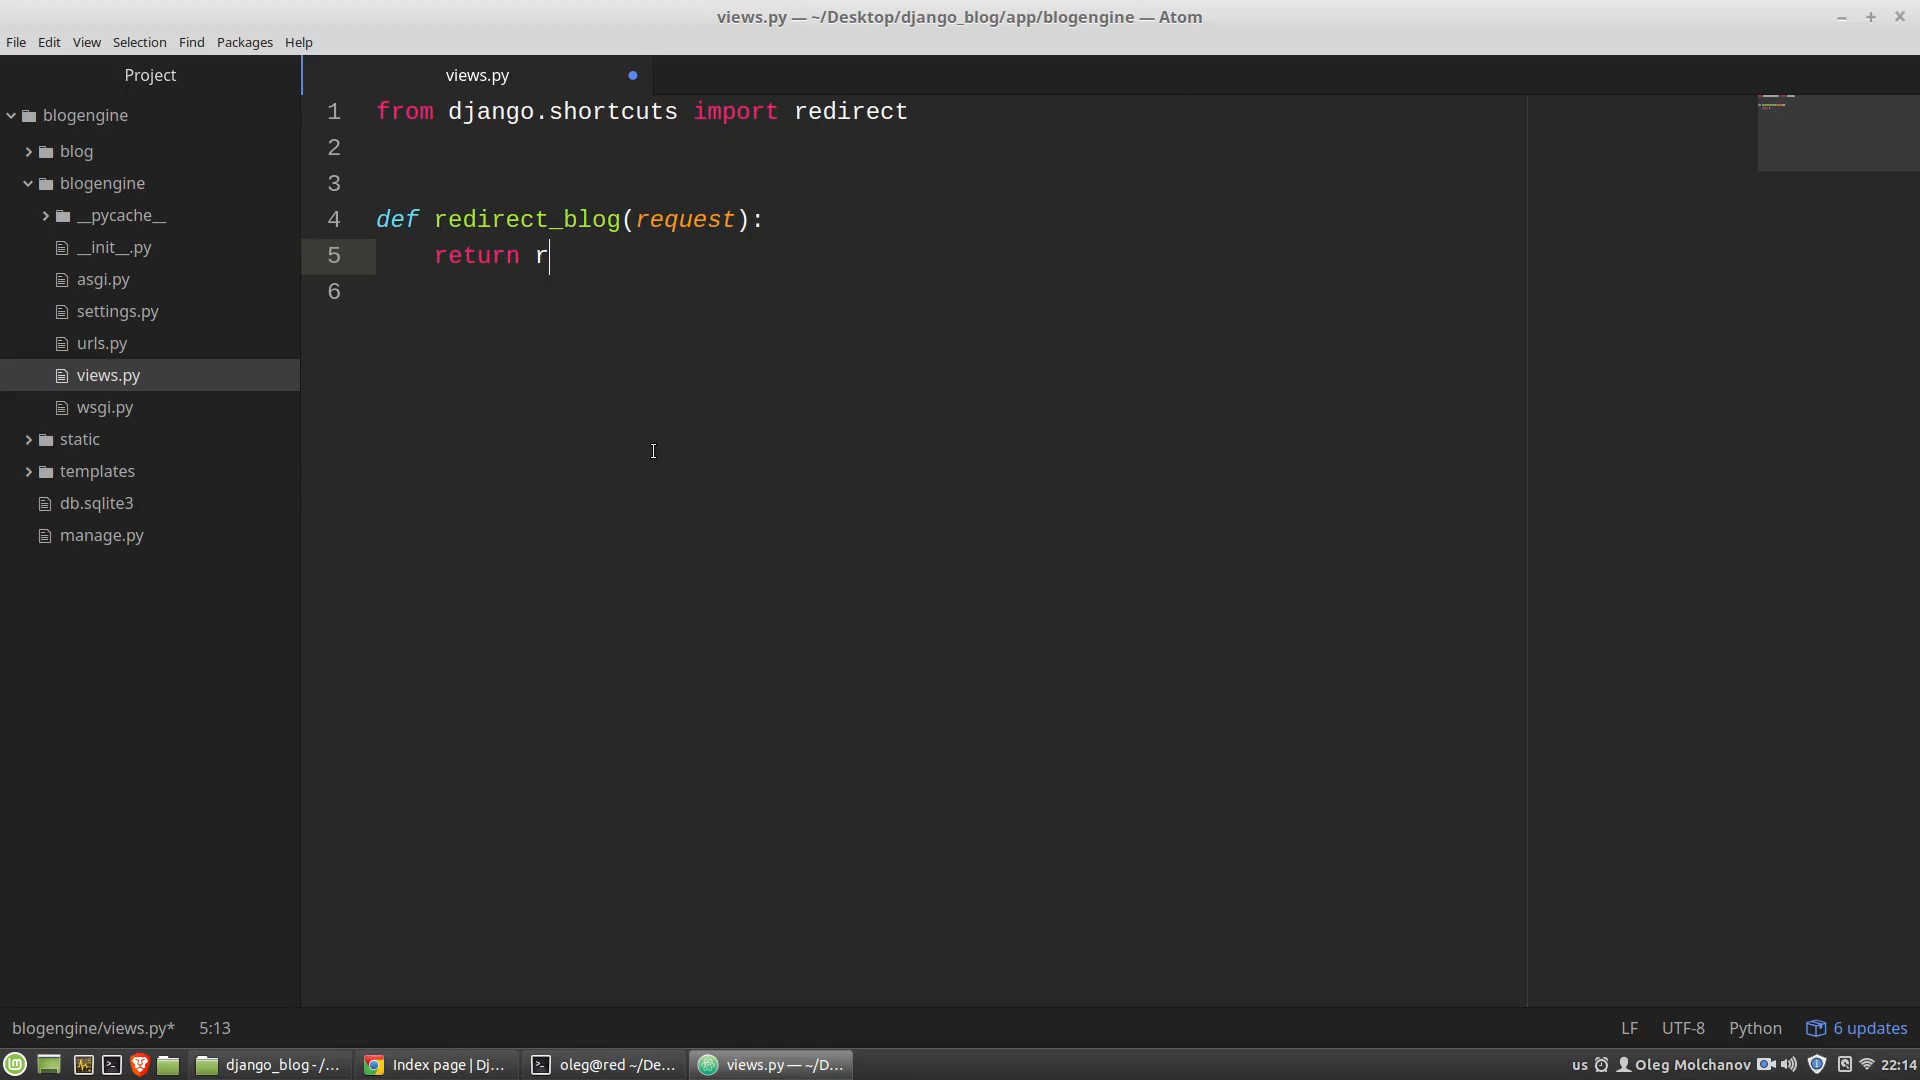 views.py — ~/Desktop/django_blog/app/blogengine — Atom
File Edit View Selection Find Packages Help
Project
views.py
blogengine
blog
blogengine
__pycache__
__init__.py
asgi.py
settings.py
urls.py
views.py
wsgi.py
static
templates
db.sqlite3
manage.py
1 from django.shortcuts import redirect
2
3
4 def redirect_blog(request):
5 return r
6
blogengine/views.py* 5:13 LF UTF-8 Python 6 updates
django_blog - /... Index page | Dj... oleg@red ~/De... views.py — ~/D... us Oleg Molchanov 22:14